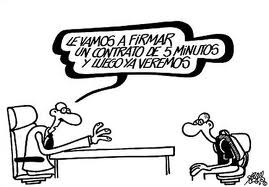 LE VAMOS A FIRMAR
UN CONTRATO DE 5 MINUTOS
Y LUEGO YA VEREMOS